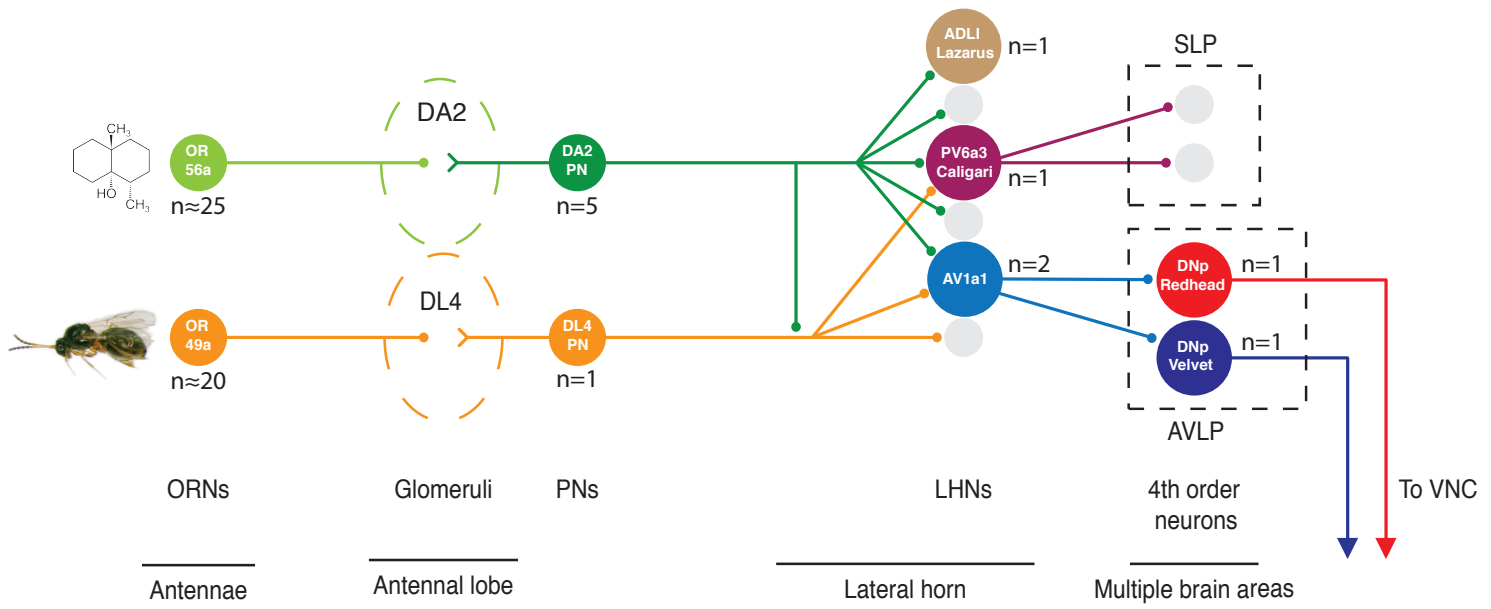 ADLI
Lazarus
n=1
SLP
CH3
HO
CH3
OR
56a
n≈25
DA2
DA2
PN
n=5
PV6a3
Caligari
n=1
DL4
OR
49a
n≈20
DL4
PN
n=1
AV1a1
n=2
DNp
Redhead
n=1
DNp
Velvet
n=1
AVLP
ORNs
Glomeruli
PNs
LHNs
4th order
neurons
To VNC
Antennae
Antennal lobe
Lateral horn
Multiple brain areas